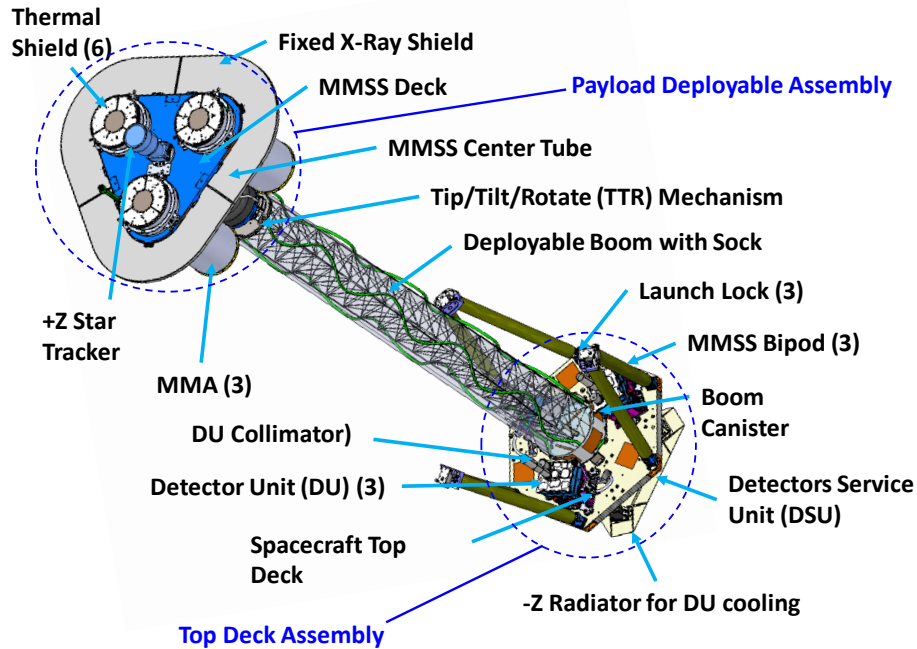 Thermal
Shield (6)
Fixed X-Ray Shield
MMSS Deck
Payload Deployable Assembly
MMSS Center Tube
Tip/Tilt/Rotate (TTR) Mechanism
Deployable Boom with Sock
Launch Lock (3)
+Z Star
Tracker
MMSS Bipod (3)
MMA (3)
Boom
Canister
DU Collimator)
Detector Unit (DU) (3)
Detectors Service
Unit (DSU)
Spacecraft Top
Deck
-Z Radiator for DU cooling
Top Deck Assembly